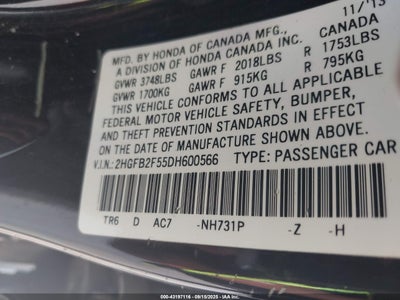 11/'13
MFD. BY HONDA OF CANADA MFG., CANADA
A DIVISION OF HONDA CANADA INC.
GVWR 3748LBS GAWR F 2018LBS R 1753LBS
GVWR 1700KG GAWR F 915KG R 795KG
THIS VEHICLE CONFORMS TO ALL APPLICABLE
FEDERAL MOTOR VEHICLE SAFETY, BUMPER,
AND THEFT PREVENTION STANDARDS IN EFFECT
ON THE DATE OF MANUFACTURE SHOWN ABOVE.
V.I.N.: 2HGFB2F55DH600566 TYPE: PASSENGER CAR
TR6 D AC7 -NH731P -Z -H
000-43197116 - 09/15/2025 - IAA Inc.